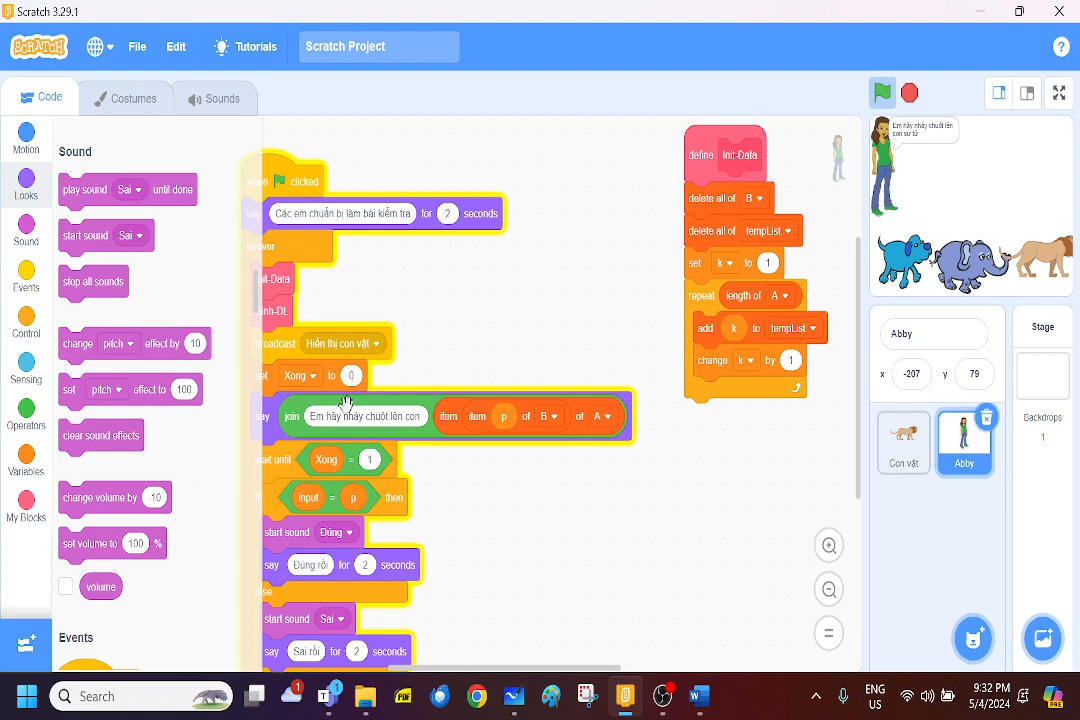 Scratch 3.29.1
SCRATCH
File
Edit
Tutorials
Scratch Project
Code
Costumes
Sounds
Motion
Looks
Sound
Events
Control
Sensing
Operators
Variables
My Blocks
Sound
play sound Sai until done
start sound Sai
stop all sounds
change pitch effect by 10
set pitch effect to 100
clear sound effects
change volume by -10
set volume to 100 %
volume
Events
when clicked
say Các em chuẩn bị làm bài kiểm tra for 2 seconds
forever
Init-Data
broadcast Hiển thị con vật
set Xong to 0
say join Em hãy nháy chuột lên con item item p of B of A
wait until Xong = 1
input = p then
start sound Đúng
say Đúng rồi for 2 seconds
else
start sound Sai
say Sai rồi for 2 seconds
define Init-Data
delete all of B
delete all of tempList
set k to 1
repeat length of A
add k to tempList
change k by 1
Em hãy nháy chuột lên
con sư tử
Abby
x -207 y 79
Con vật
Abby
Stage
Backdrops
1
Search
1
1
PDF
ENG
US
9:32 PM
5/4/2024
PRE